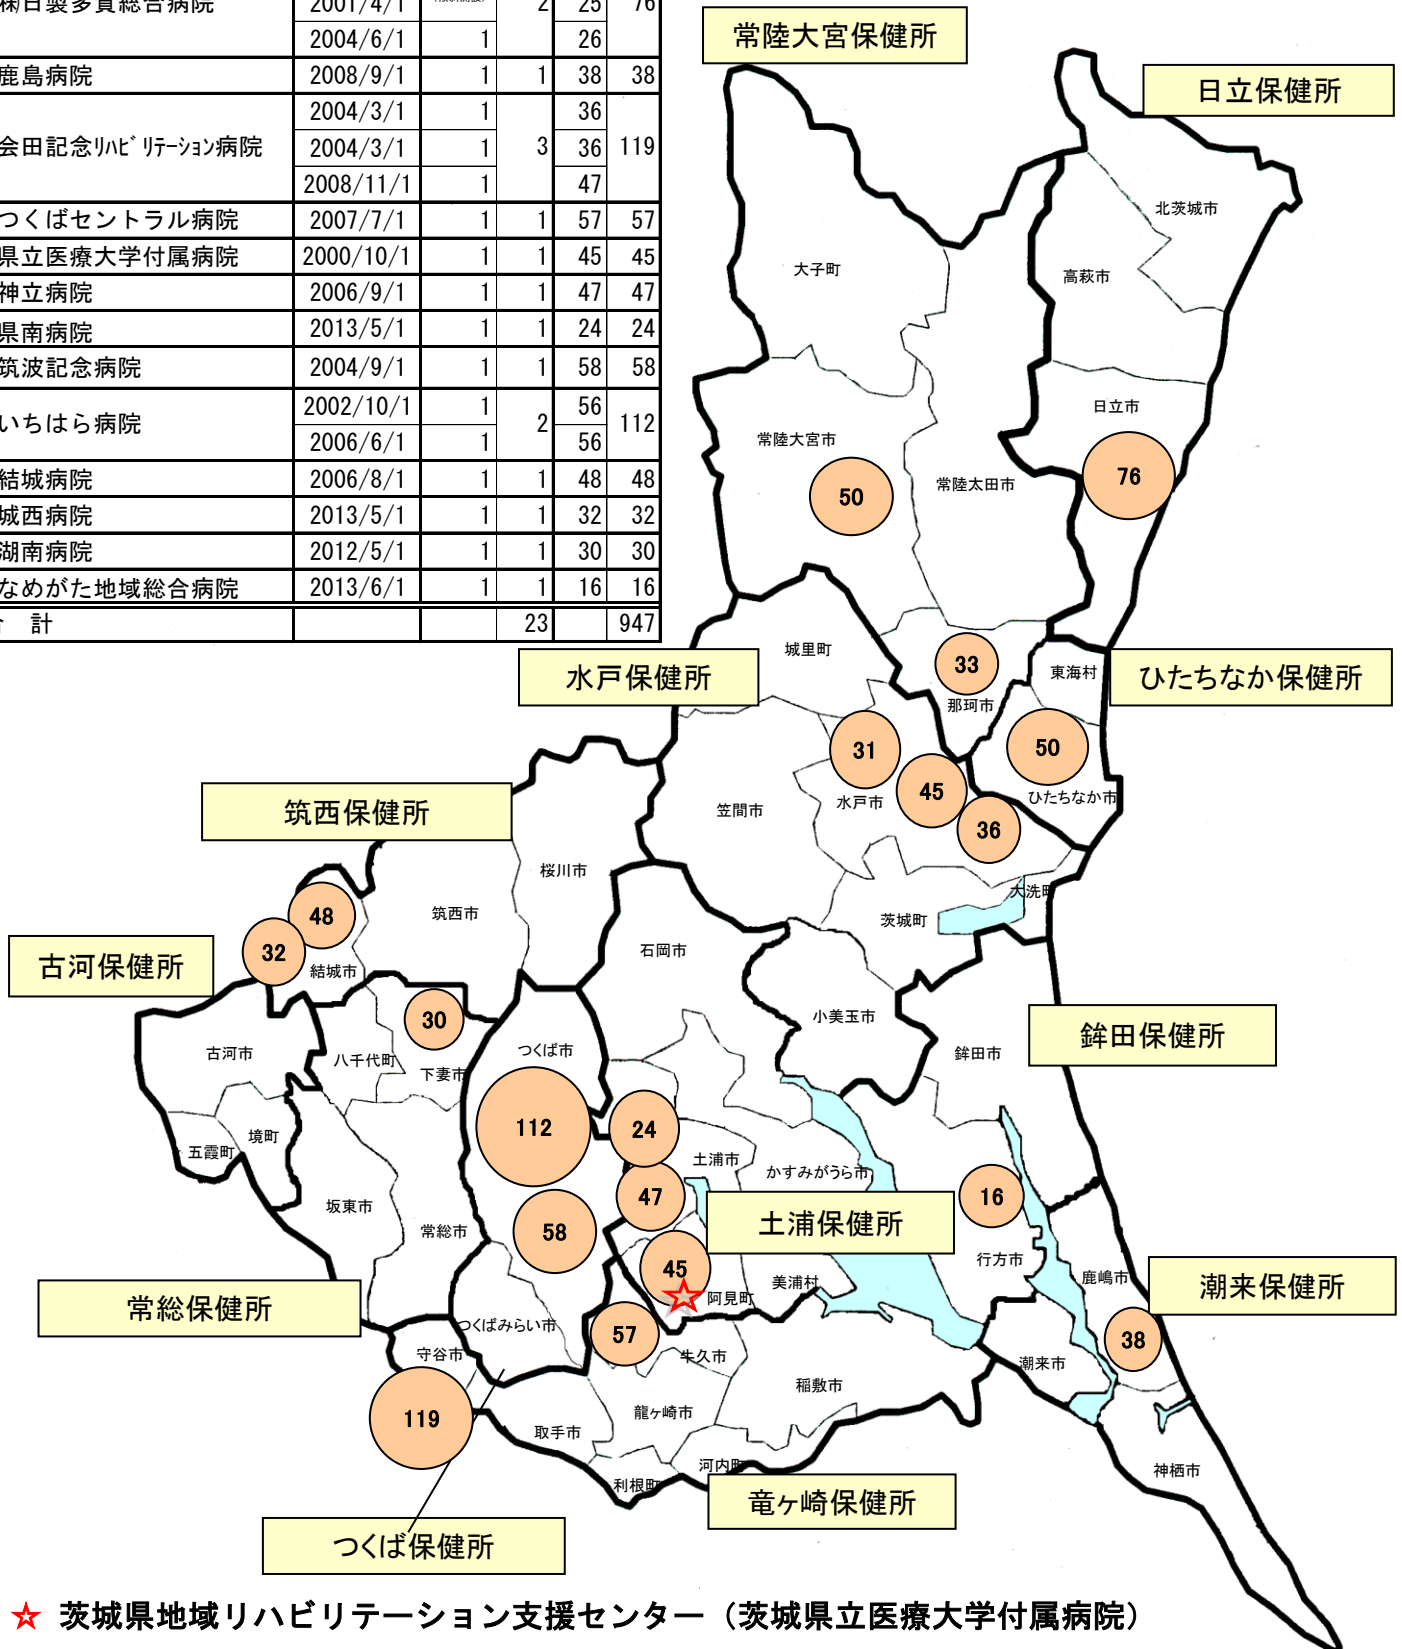 ㈱日製多賀総合病院 2001/4/1 2 25 76
2004/6/1 1 26
鹿島病院 2008/9/1 1 1 38 38
会田記念ﾘﾊﾋﾞﾘﾃｰｼｮﾝ病院 2004/3/1 1 3 36 119
2004/3/1 1 36
2008/11/1 1 47
つくばセントラル病院 2007/7/1 1 1 57 57
県立医療大学付属病院 2000/10/1 1 1 45 45
神立病院 2006/9/1 1 1 47 47
県南病院 2013/5/1 1 1 24 24
筑波記念病院 2004/9/1 1 1 58 58
いちはら病院 2002/10/1 1 2 56 112
2006/6/1 1 56
結城病院 2006/8/1 1 1 48 48
城西病院 2013/5/1 1 1 32 32
湖南病院 2012/5/1 1 1 30 30
なめがた地域総合病院 2013/6/1 1 1 16 16
計 23 947
常陸大宮保健所
日立保健所
北茨城市
大子町
高萩市
日立市
常陸大宮市
76
常陸太田市
50
城里町
33
東海村
水戸保健所
ひたちなか保健所
那珂市
31
50
45
ひたちなか市
水戸市
笠間市
36
筑西保健所
桜川市
大洗町
筑西市
48
茨城町
32
石岡市
古河保健所
結城市
小美玉市
30
鉾田保健所
つくば市
古河市
八千代町
鉾田市
下妻市
112
24
境町
五霞町
土浦市
かすみがうら市
47
16
坂東市
土浦保健所
常総市
58
行方市
45
鹿嶋市
美浦村
潮来保健所
阿見町
常総保健所
つくばみらい市
57
38
守谷市
牛久市
潮来市
稲敷市
119
龍ヶ崎市
取手市
河内町
神栖市
利根町
竜ヶ崎保健所
つくば保健所
☆ 茨城県地域リハビリテーション支援センター（茨城県立医療大学付属病院）